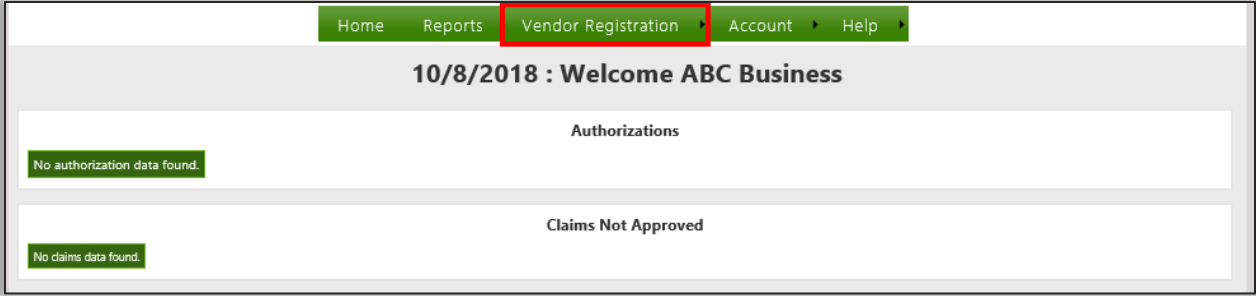 Home Reports Vendor Registration Account Help
10/8/2018 : Welcome ABC Business
Authorizations
No authorization data found.
Claims Not Approved
No claims data found.